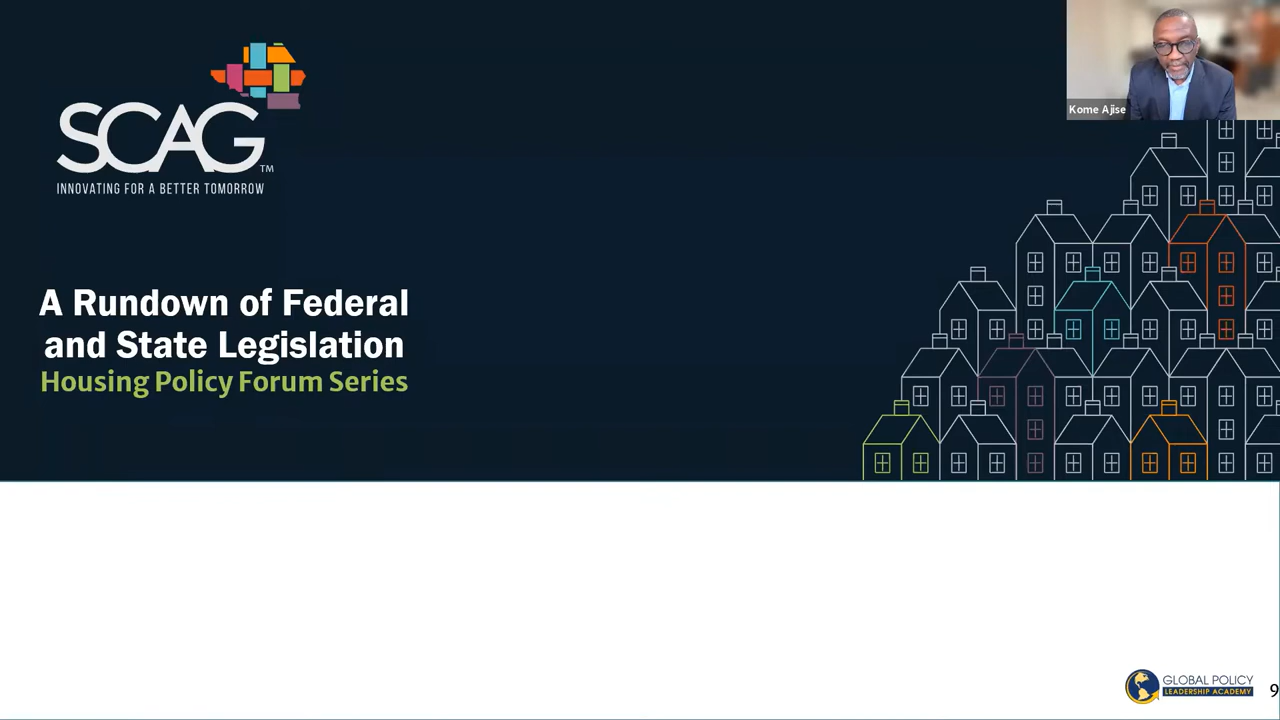 Kome Ajise
SCAG
TM
INNOVATING FOR A BETTER TOMORROW
A Rundown of Federal
and State Legislation
Housing Policy Forum Series
GLOBAL POLICY
LEADERSHIP ACADEMY
9